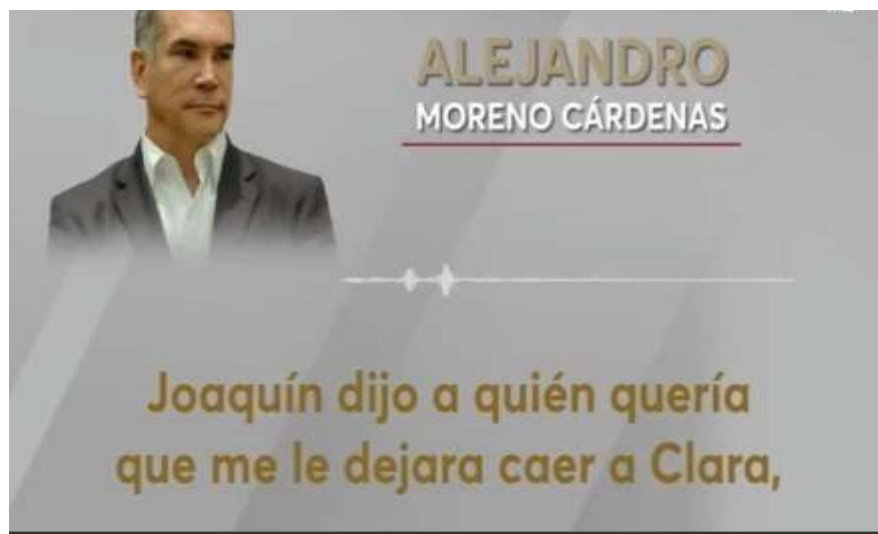 ALEJANDRO
MORENO CÁRDENAS
Joaquín dijo a quién quería
que me le dejara caer a Clara,